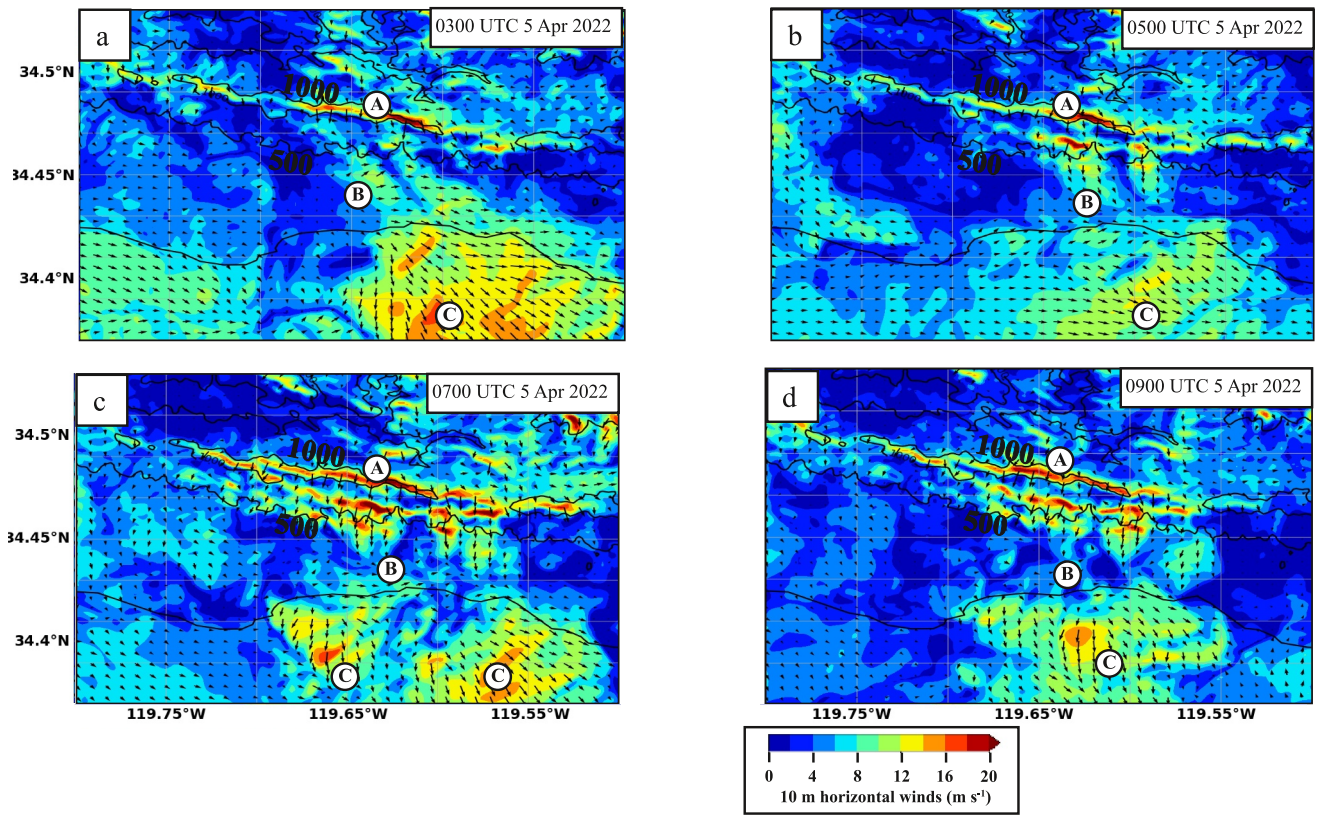 a
0300 UTC 5 Apr 2022
b
0500 UTC 5 Apr 2022
34.5°N
34.45°N
34.4°N
1000
500
A
B
C
1000
500
A
B
C
c
0700 UTC 5 Apr 2022
d
0900 UTC 5 Apr 2022
34.5°N
34.45°N
34.4°N
1000
500
A
B
C
C
1000
500
A
B
C
119.75°W 119.65°W 119.55°W
119.75°W 119.65°W 119.55°W
0 4 8 12 16 20
10 m horizontal winds (m s⁻¹)